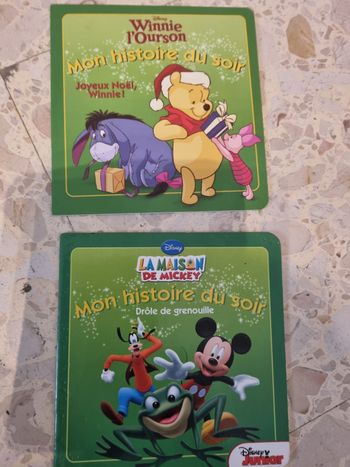 Disney
Winnie
l'Ourson
Mon histoire du soir
Joyeux Noël,
Winnie !
Disney
LA MAISON
DE MICKEY
Mon histoire du soir
Drôle de grenouille
Disney
Junior